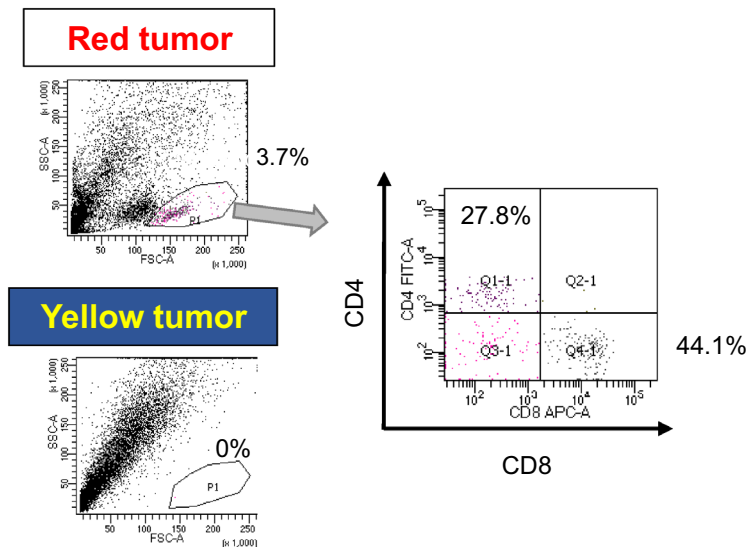 Red tumor
(x 1,000)
250
200
150
100
50
SSC-A
P1
50 100 150 200 250
FSC-A
(x 1,000)
3.7%
CD4
CD4 FITC-A
10^5
10^4
10^3
10^2
27.8%
Q1-1 Q2-1
Q3-1 Q4-1
44.1%
10^2 10^3 10^4 10^5
CD8 APC-A
CD8
Yellow tumor
(x 1,000)
250
200
150
100
50
SSC-A
0%
P1
50 100 150 200 250
FSC-A
(x 1,000)